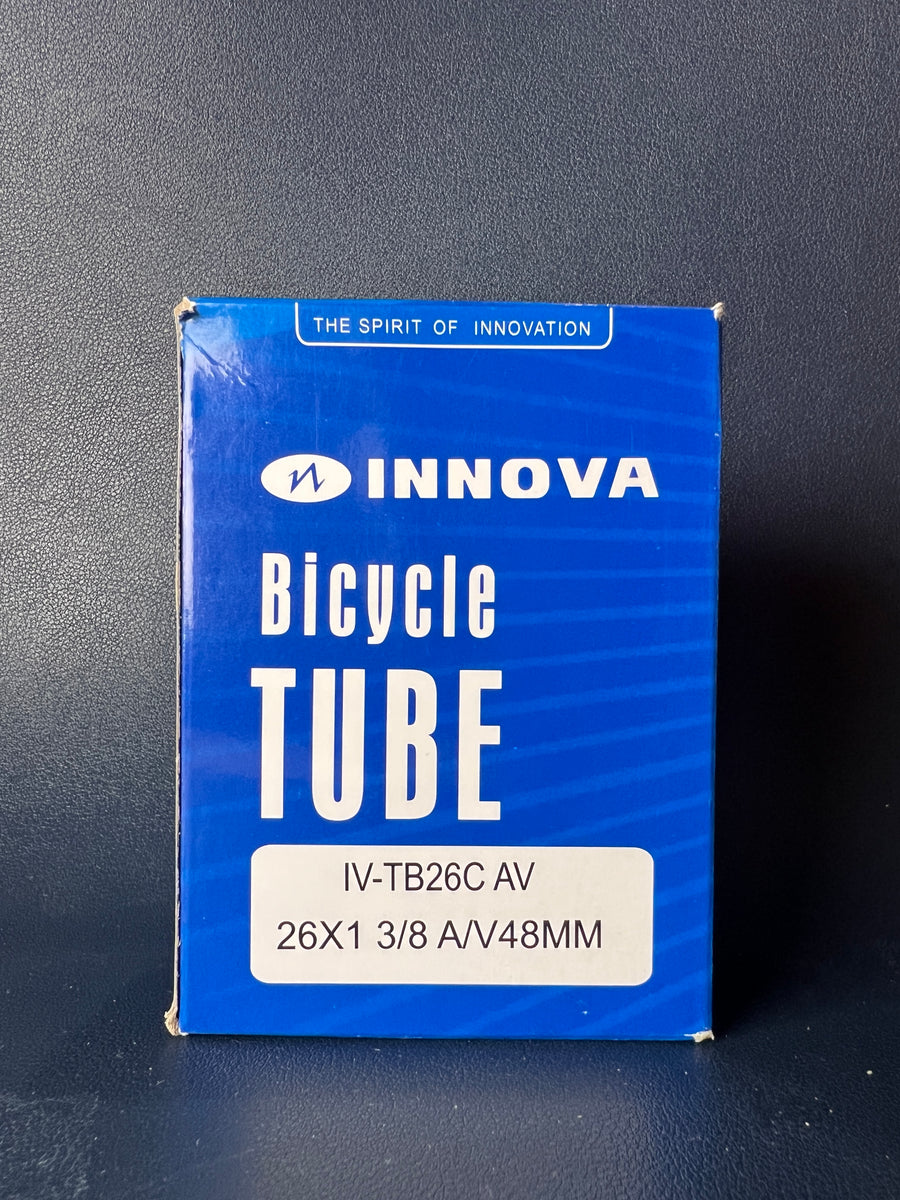 THE SPIRIT OF INNOVATION
INNOVA
Bicycle
TUBE
IV-TB26C AV
26X1 3/8 A/V48MM